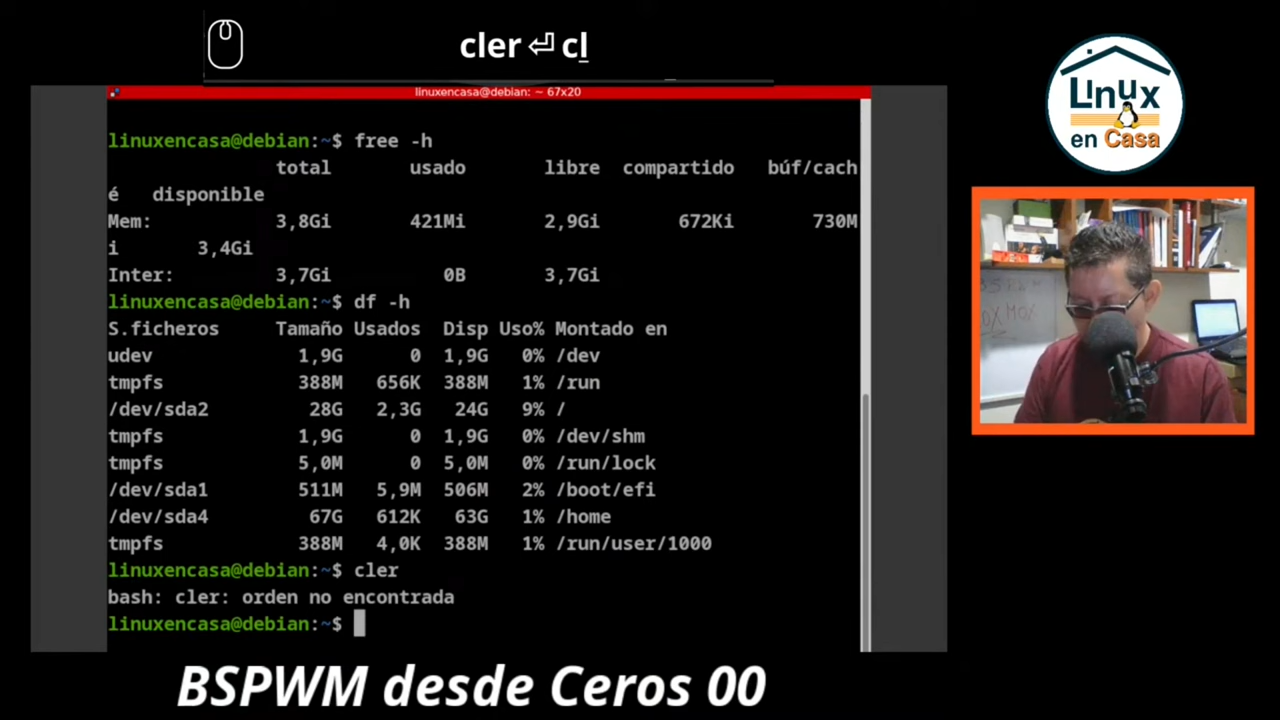 cler⏎cl
linuxencasa@debian: ~ 67x20
Linux
en Casa
linuxencasa@debian:~$ free -h
total usado libre compartido búf/cach
é disponible
Mem: 3,8Gi 421Mi 2,9Gi 672Ki 730M
i 3,4Gi
Inter: 3,7Gi 0B 3,7Gi
linuxencasa@debian:~$ df -h
S.ficheros Tamaño Usados Disp Uso% Montado en
udev 1,9G 0 1,9G 0% /dev
tmpfs 388M 656K 388M 1% /run
/dev/sda2 28G 2,3G 24G 9% /
tmpfs 1,9G 0 1,9G 0% /dev/shm
tmpfs 5,0M 0 5,0M 0% /run/lock
/dev/sda1 511M 5,9M 506M 2% /boot/efi
/dev/sda4 67G 612K 63G 1% /home
tmpfs 388M 4,0K 388M 1% /run/user/1000
linuxencasa@debian:~$ cler
bash: cler: orden no encontrada
linuxencasa@debian:~$
BSPWM desde Ceros 00